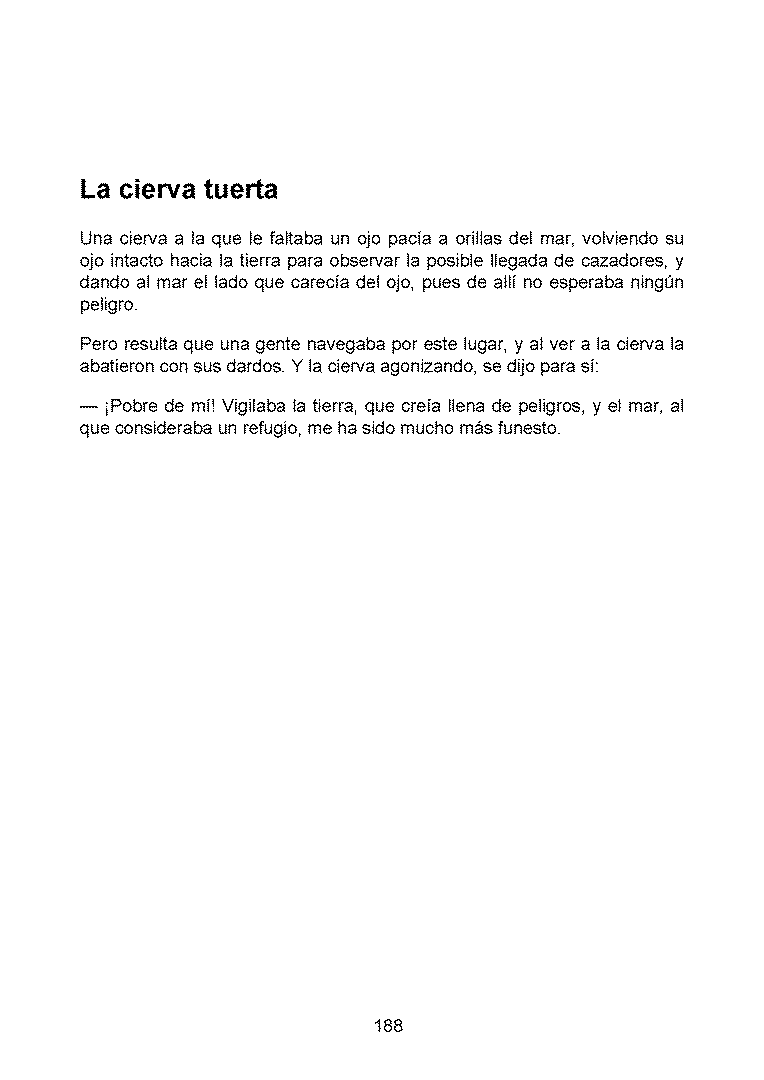 La cierva tuerta
Una cierva a la que le faltaba un ojo pacía a orillas del mar, volviendo su
ojo intacto hacia la tierra para observar la posible llegada de cazadores, y
dando al mar el lado que carecía del ojo, pues de allí no esperaba ningún
peligro.
Pero resulta que una gente navegaba por este lugar, y al ver a la cierva la
abatieron con sus dardos. Y la cierva agonizando, se dijo para sí:
— ¡Pobre de mí! Vigilaba la tierra, que creía llena de peligros, y el mar, al
que consideraba un refugio, me ha sido mucho más funesto.
188